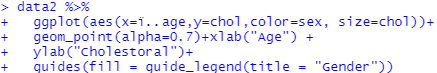 > data2 %>%
+   ggplot(aes(x=ï..age,y=chol,color=sex, size=chol))+
+   geom_point(alpha=0.7)+xlab("Age") +
+   ylab("Cholestoral")+
+   guides(fill = guide_legend(title = "Gender"))